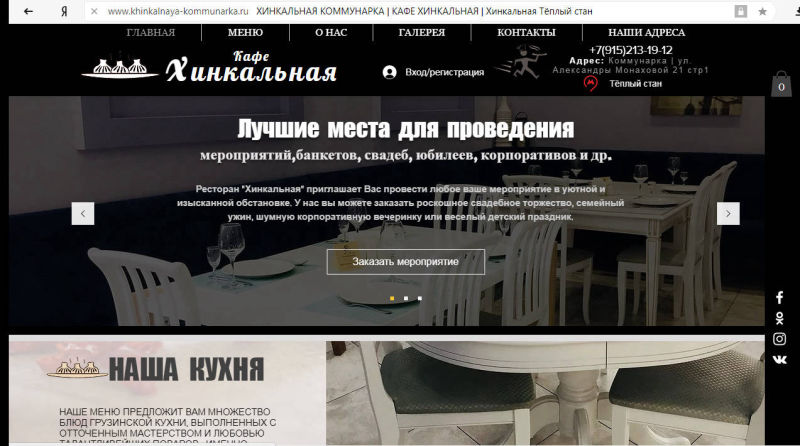 www.khinkalnaya-kommunarka.ru ХИНКАЛЬНАЯ КОММУНАРКА | КАФЕ ХИНКАЛЬНАЯ | Хинкальная Тёплый стан
ГЛАВНАЯ МЕНЮ О НАС ГАЛЕРЕЯ КОНТАКТЫ НАШИ АДРЕСА
Кафе
Хинкальная
Вход/регистрация
+7(915)213-19-12
Адрес: Коммунарка | ул.
Александры Монаховой 21 стр1
Тёплый стан
0
Лучшие места для проведения
мероприятий,банкетов, свадеб, юбилеев, корпоративов и др.
Ресторан "Хинкальная" приглашает Вас провести любое ваше мероприятие в уютной и
изысканной обстановке. У нас вы можете заказать роскошное свадебное торжество, семейный
ужин, шумную корпоративную вечеринку или веселый детский праздник.
Заказать мероприятие
НАША КУХНЯ
НАШЕ МЕНЮ ПРЕДЛОЖИТ ВАМ МНОЖЕСТВО
БЛЮД ГРУЗИНСКОЙ КУХНИ, ВЫПОЛНЕННЫХ С
ОТТОЧЕННЫМ МАСТЕРСТВОМ И ЛЮБОВЬЮ
ТАЛАНТЛИВЕЙШИХ ПОВАРОВ. ИМЕННО